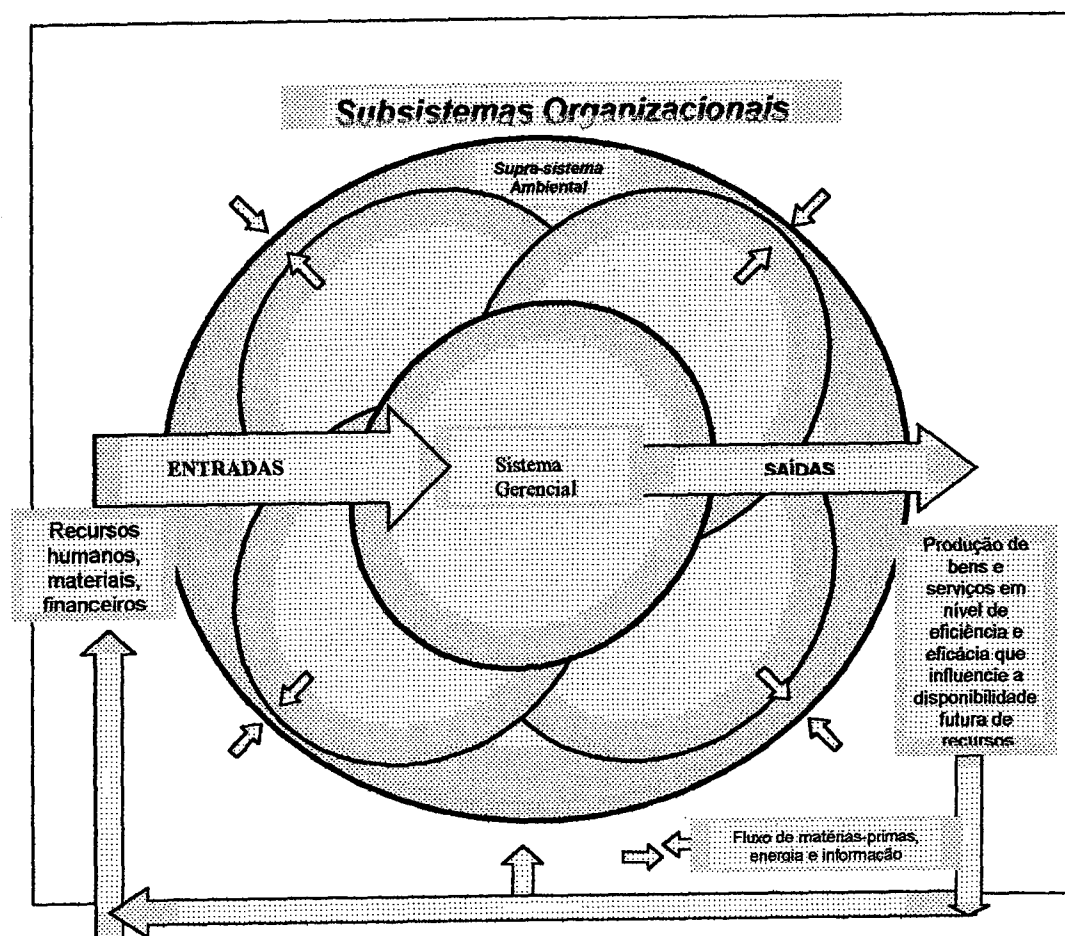 Subsistemas Organizacionais
Supra-sistema
Ambiental
ENTRADAS
Sistema
Gerencial
SAÍDAS
Recursos
humanos,
materiais,
financeiros
Produção de
bens e
serviços em
nível de
eficiência e
eficácia que
influencie a
disponibilidade
futura de
recursos
Fluxo de matérias-primas,
energia e informação